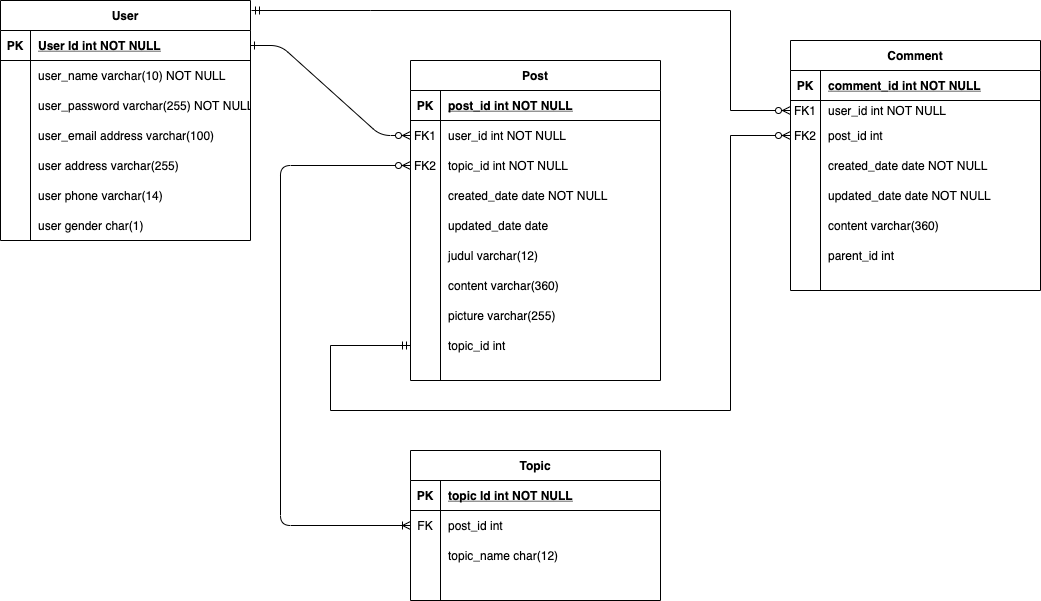 User
PK User Id int NOT NULL
user_name varchar(10) NOT NULL
user_password varchar(255) NOT NULL
user_email address varchar(100)
user address varchar(255)
user phone varchar(14)
user gender char(1)
Post
PK post_id int NOT NULL
FK1 user_id int NOT NULL
FK2 topic_id int NOT NULL
created_date date NOT NULL
updated_date date
judul varchar(12)
content varchar(360)
picture varchar(255)
topic_id int
Comment
PK comment_id int NOT NULL
FK1 user_id int NOT NULL
FK2 post_id int
created_date date NOT NULL
updated_date date NOT NULL
content varchar(360)
parent_id int
Topic
PK topic Id int NOT NULL
FK post_id int
topic_name char(12)